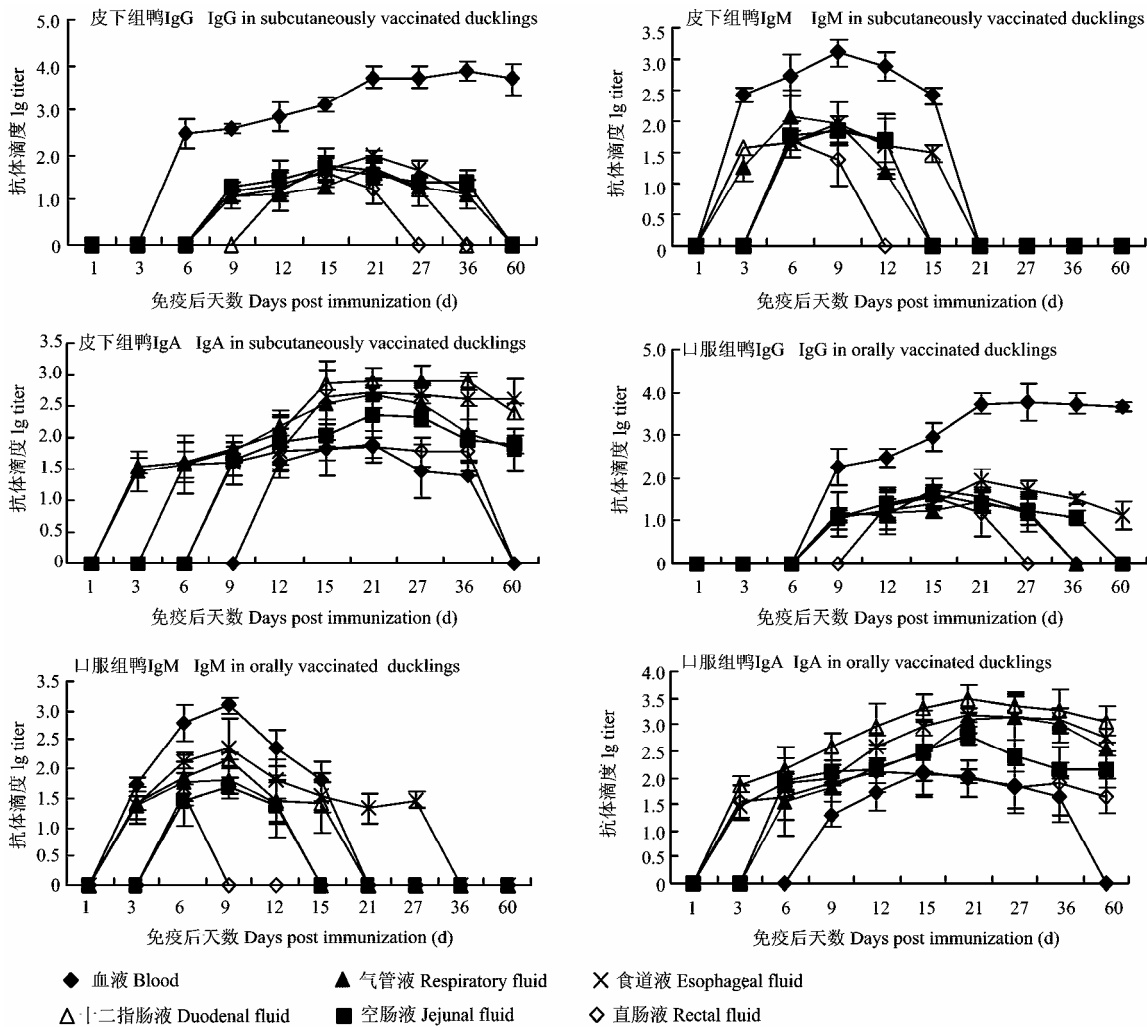 皮下组鸭IgG IgG in subcutaneously vaccinated ducklings
5.0
4.0
3.0
2.0
1.0
0
抗体滴度 lg titer
1 3 6 9 12 15 21 27 36 60
免疫后天数 Days post immunization (d)
皮下组鸭IgM IgM in subcutaneously vaccinated ducklings
3.5
3.0
2.5
2.0
1.5
1.0
0.5
0
抗体滴度 lg titer
1 3 6 9 12 15 21 27 36 60
免疫后天数 Days post immunization (d)
皮下组鸭IgA IgA in subcutaneously vaccinated ducklings
3.5
3.0
2.5
2.0
1.5
1.0
0.5
0
抗体滴度 lg titer
1 3 6 9 12 15 21 27 36 60
免疫后天数 Days post immunization (d)
口服组鸭IgG IgG in orally vaccinated ducklings
5.0
4.0
3.0
2.0
1.0
0
抗体滴度 lg titer
1 3 6 9 12 15 21 27 36 60
免疫后天数 Days post immunization (d)
口服组鸭IgM IgM in orally vaccinated ducklings
3.5
3.0
2.5
2.0
1.5
1.0
0.5
0
抗体滴度 lg titer
1 3 6 9 12 15 21 27 36 60
免疫后天数 Days post immunization (d)
口服组鸭IgA IgA in orally vaccinated ducklings
4.0
3.5
3.0
2.5
2.0
1.5
1.0
0.5
0
抗体滴度 lg titer
1 3 6 9 12 15 21 27 36 60
免疫后天数 Days post immunization (d)
血液 Blood 气管液 Respiratory fluid 食道液 Esophageal fluid
十二指肠液 Duodenal fluid 空肠液 Jejunal fluid 直肠液 Rectal fluid